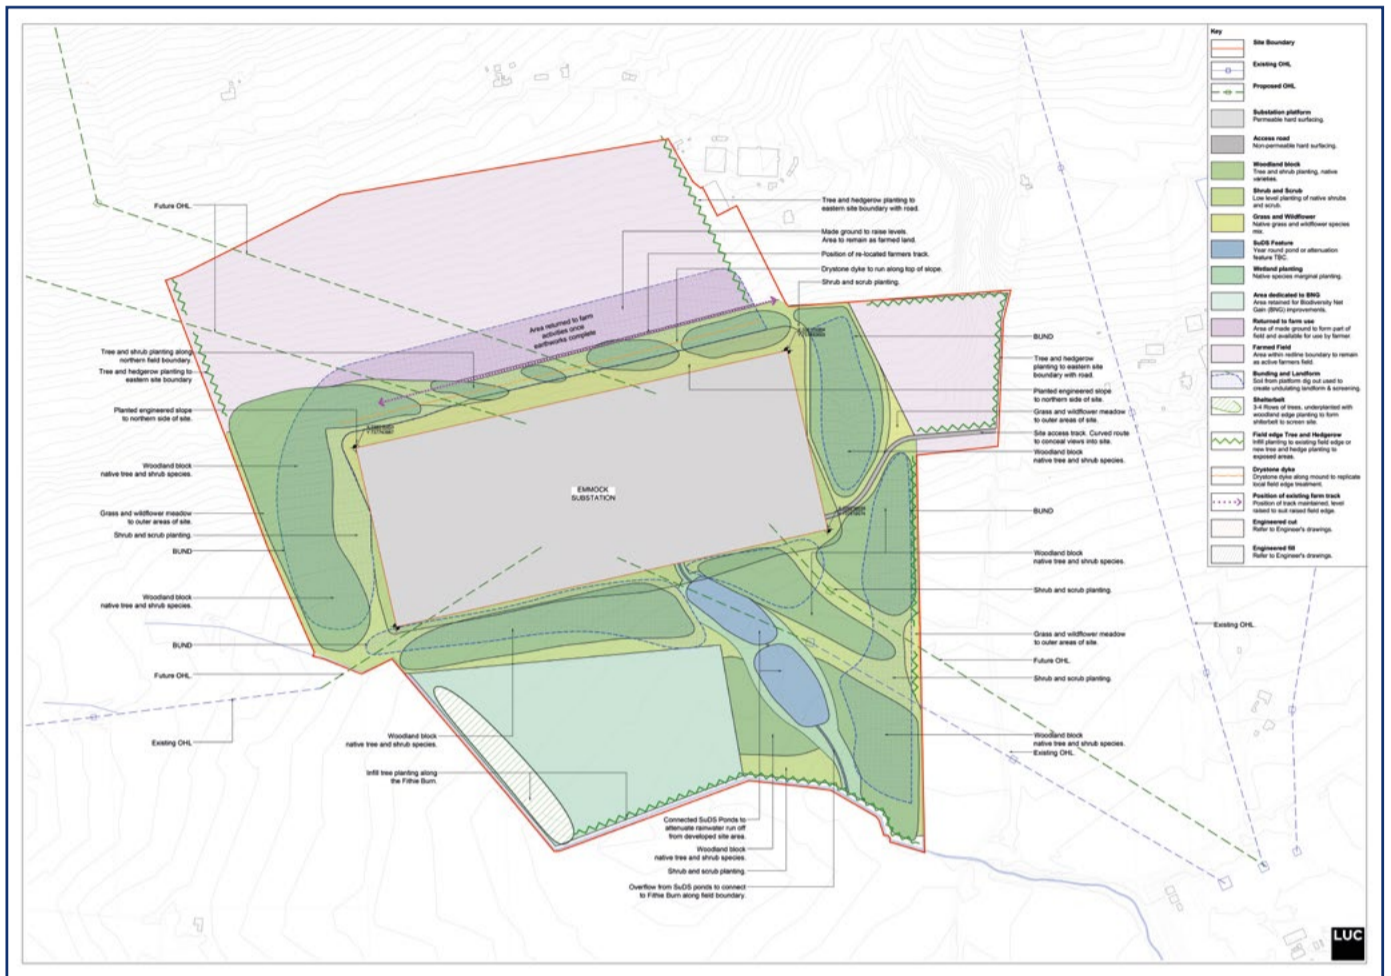 Key
Site Boundary
Existing OHL
Proposed OHL
Substation platform
Permeable hard surfacing.
Access road
Non-permeable hard surfacing.
Woodland block
Tree and shrub planting, native
varieties.
Shrub and Scrub
Low level planting of native shrubs
and scrub.
Grass and Wildflower
Native grass and wildflower species
mix.
SuDS Feature
Year round pond or attenuation
feature TBC.
Wetland planting
Native species marginal planting.
Area dedicated to BNG
Area retained for Biodiversity Net
Gain (BNG) improvements.
Returned to farm use
Area of made ground to form part of
field and available for use by farmer.
Farmed Field
Area within redline boundary to remain
as active farmers field.
Bunding and Landform
Soil from platform dig out used to
create undulating landform & screening.
Shelterbelt
3-4 Rows of trees, underplanted with
woodland edge planting to form
shelterbelt to screen site.
Field edge Tree and Hedgerow
Infill planting to existing field edge or
new tree and hedge planting to
exposed areas.
Drystone dyke
Drystone dyke along mound to replicate
local field edge treatment.
Position of existing farm track
Position of track maintained, level
raised to suit raised field edge.
Engineered cut
Refer to Engineer's drawings.
Engineered fill
Refer to Engineer's drawings.
Future OHL
Tree and shrub planting along
northern field boundary.
Tree and hedgerow planting to
eastern site boundary
Planted engineered slope
to northern side of site.
Woodland block
native tree and shrub species.
Grass and wildflower meadow
to outer areas of site.
Shrub and scrub planting.
BUND
Woodland block
native tree and shrub species.
BUND
Future OHL
Existing OHL
Tree and hedgerow planting to
eastern site boundary with road.
Made ground to raise levels.
Area to remain as farmed land.
Position of re-located farmers track.
Drystone dyke to run along top of slope.
Shrub and scrub planting.
Area returned to farm
activities once
earthworks complete
EMMOCK
SUBSTATION
BUND
Tree and hedgerow
planting to eastern site
boundary with road.
Planted engineered slope
to northern side of site.
Grass and wildflower meadow
to outer areas of site.
Site access track. Curved route
to conceal views into site.
Woodland block
native tree and shrub species.
BUND
Woodland block
native tree and shrub species.
Shrub and scrub planting.
Grass and wildflower meadow
to outer areas of site.
Future OHL
Shrub and scrub planting.
Woodland block
native tree and shrub species.
Existing OHL
Existing OHL
Woodland block
native tree and shrub species.
Infill tree planting along
the Fithie Burn.
Connected SuDS Ponds to
attenuate rainwater run off
from developed site area.
Woodland block
native tree and shrub species.
Shrub and scrub planting.
Overflow from SuDS ponds to connect
to Fithie Burn along field boundary.
LUC